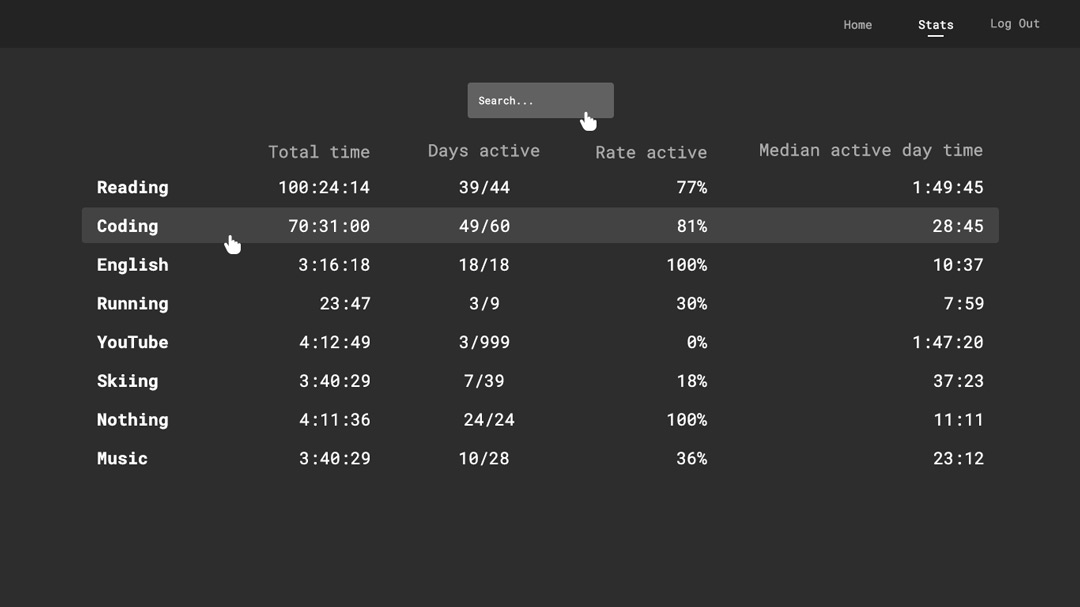 Home Stats Log Out
Search...
Total time Days active Rate active Median active day time
Reading 100:24:14 39/44 77% 1:49:45
Coding 70:31:00 49/60 81% 28:45
English 3:16:18 18/18 100% 10:37
Running 23:47 3/9 30% 7:59
YouTube 4:12:49 3/999 0% 1:47:20
Skiing 3:40:29 7/39 18% 37:23
Nothing 4:11:36 24/24 100% 11:11
Music 3:40:29 10/28 36% 23:12